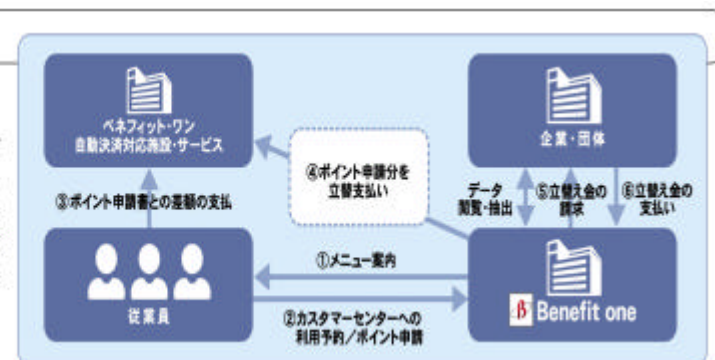 ベネフィット・ワン
自動決済対応施設・サービス
企業・団体
④ポイント申請分を
立替支払い
③ポイント申請書との差額の支払
データ
閲覧・抽出
⑤立替え金の
請求
⑥立替え金の
支払い
①メニュー案内
従業員
②カスタマーセンターへの
利用予約/ポイント申請
Benefit one